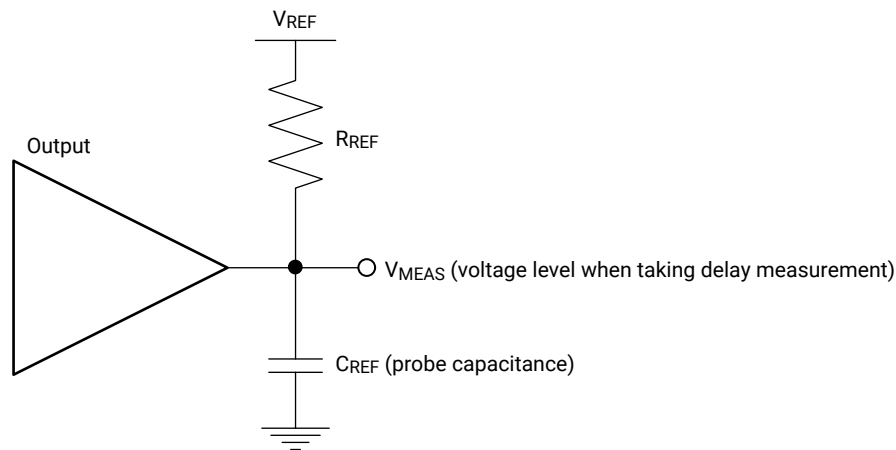 VREF
RREF
Output
VMEAS (voltage level when taking delay measurement)
CREF (probe capacitance)